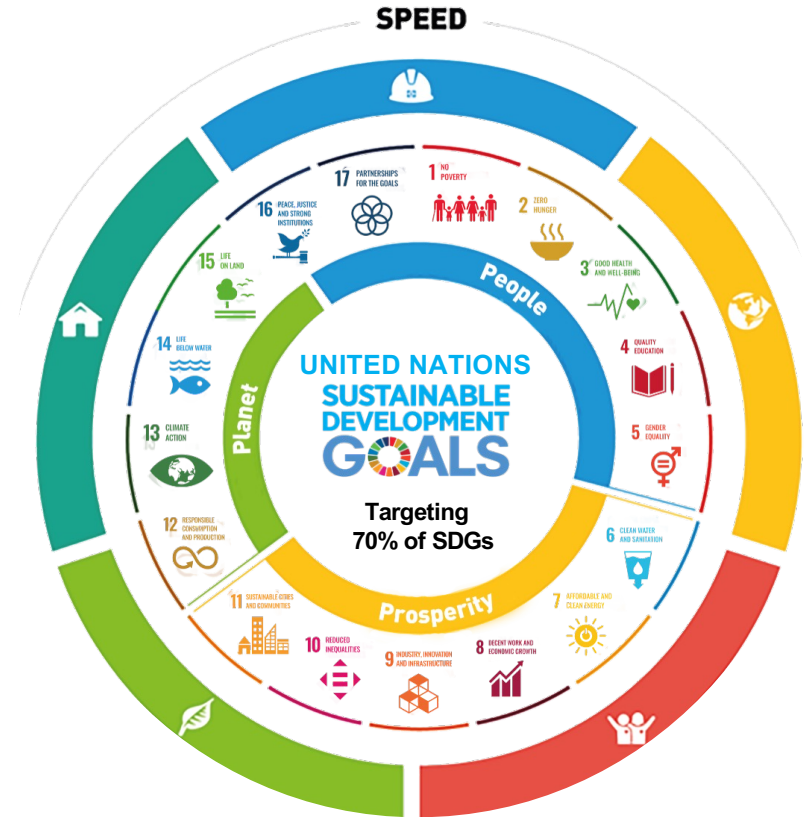 SPEED
17 PARTNERSHIPS
FOR THE GOALS
1 NO
POVERTY
16 PEACE, JUSTICE
AND STRONG
INSTITUTIONS
2 ZERO
HUNGER
15 LIFE
ON LAND
3 GOOD HEALTH
AND WELL-BEING
People
14 LIFE
BELOW WATER
4 QUALITY
EDUCATION
UNITED NATIONS
SUSTAINABLE
DEVELOPMENT
GOALS
Planet
13 CLIMATE
ACTION
5 GENDER
EQUALITY
Targeting
70% of SDGs
12 RESPONSIBLE
CONSUMPTION
AND PRODUCTION
6 CLEAN WATER
AND SANITATION
11 SUSTAINABLE CITIES
AND COMMUNITIES
Prosperity
7 AFFORDABLE AND
CLEAN ENERGY
10 REDUCED
INEQUALITIES
9 INDUSTRY, INNOVATION
AND INFRASTRUCTURE
8 DECENT WORK AND
ECONOMIC GROWTH